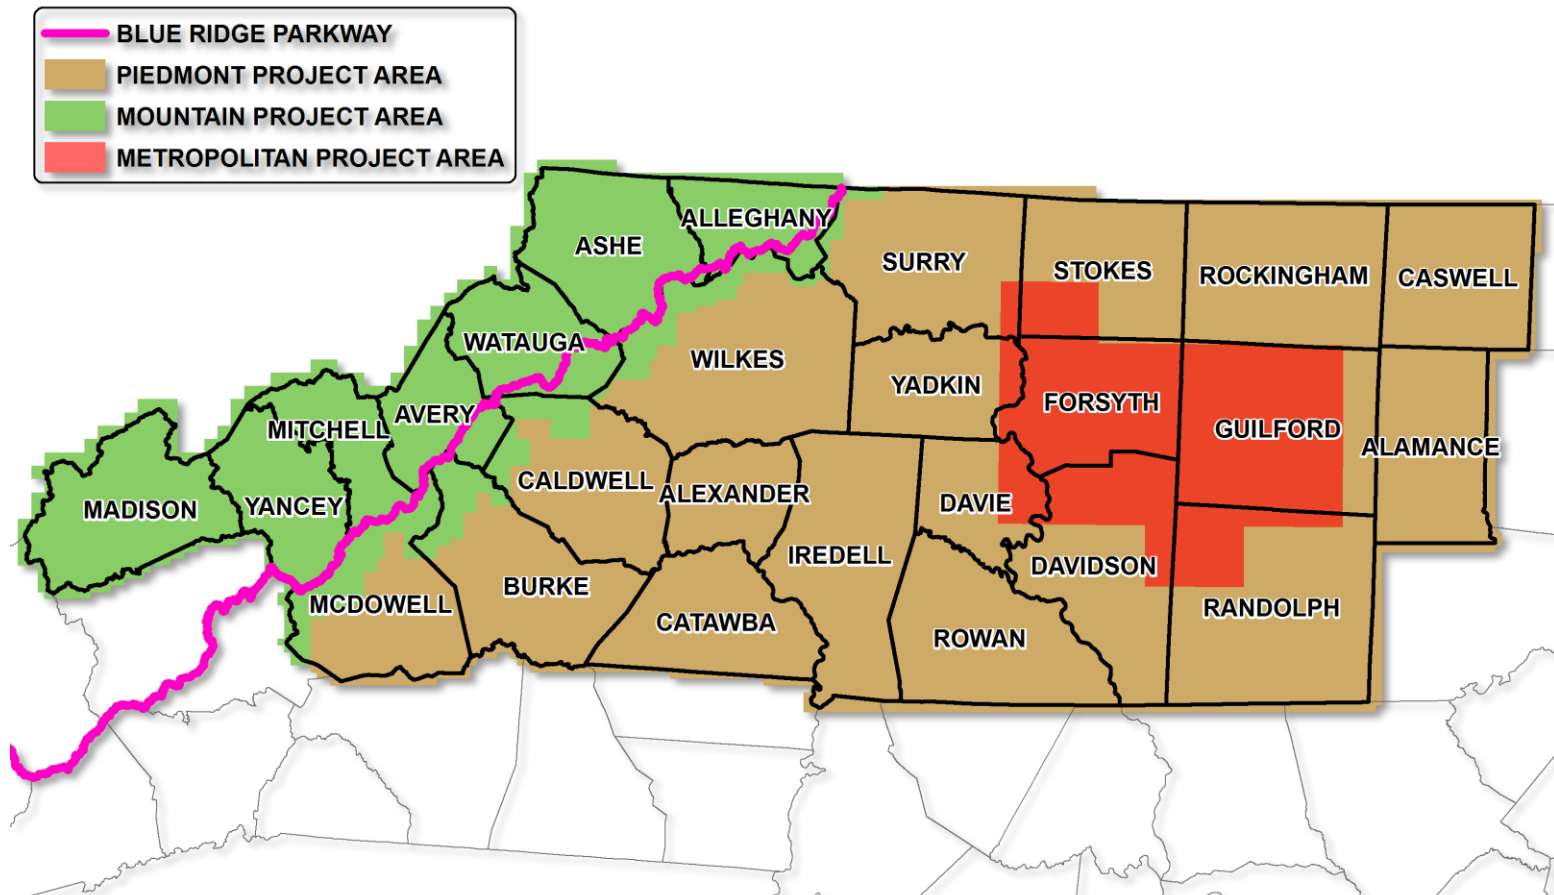 BLUE RIDGE PARKWAY
PIEDMONT PROJECT AREA
MOUNTAIN PROJECT AREA
METROPOLITAN PROJECT AREA
ALLEGHANY
ASHE
SURRY
STOKES
ROCKINGHAM
CASWELL
WATAUGA
WILKES
YADKIN
FORSYTH
GUILFORD
ALAMANCE
AVERY
MITCHELL
CALDWELL
ALEXANDER
DAVIE
MADISON
YANCEY
IREDELL
DAVIDSON
BURKE
MCDOWELL
CATAWBA
ROWAN
RANDOLPH